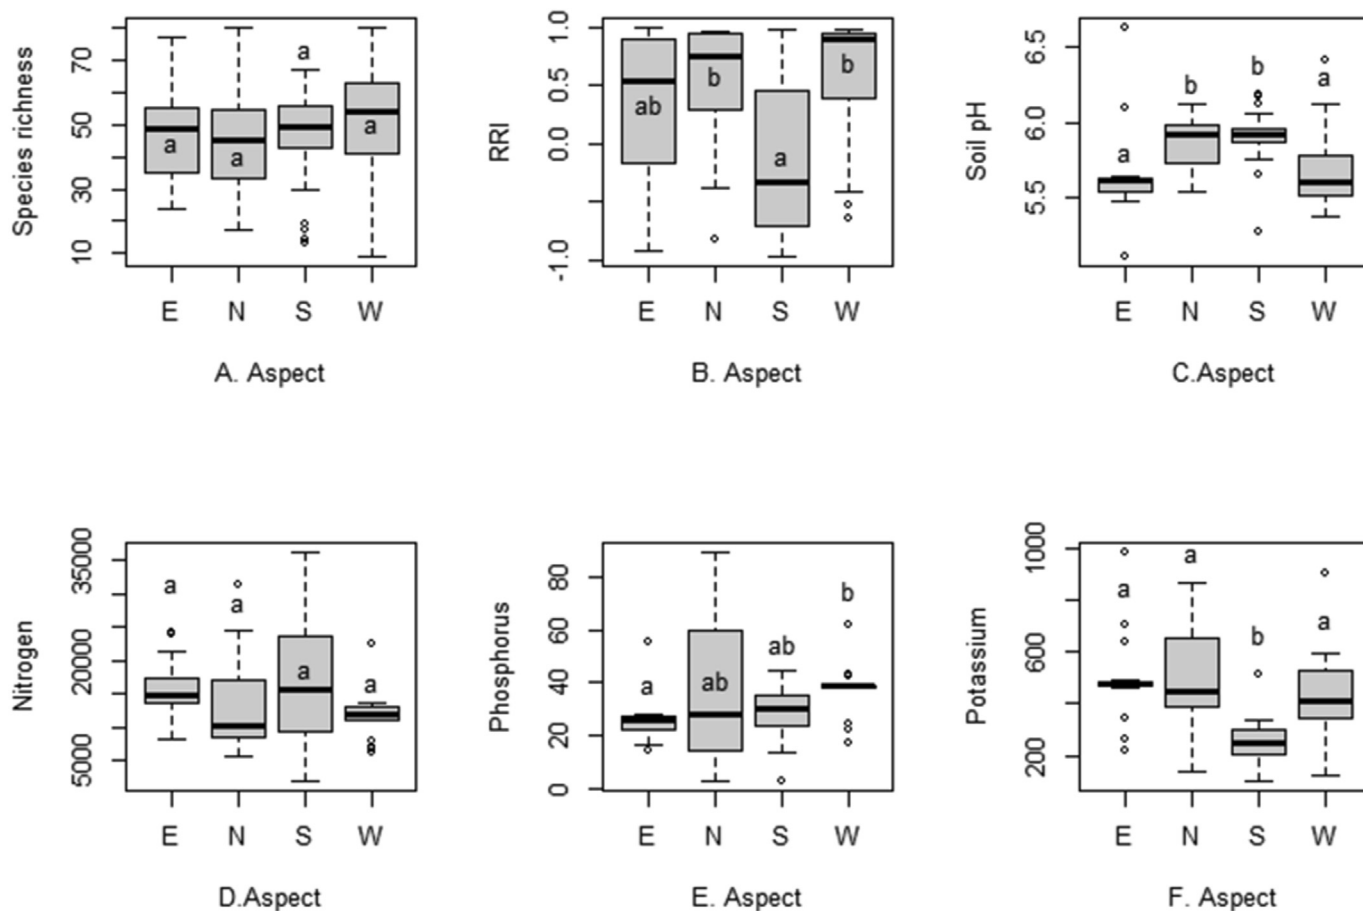 Species richness
70
50
30
10
a
a
a
a
E N S W
A. Aspect
RRI
1.0
0.5
0.0
-1.0
ab
b
a
b
E N S W
B. Aspect
Soil pH
6.5
6.0
5.5
a
b
b
a
E N S W
C.Aspect
Nitrogen
35000
20000
5000
a
a
a
a
E N S W
D.Aspect
Phosphorus
80
60
40
20
0
a
ab
ab
b
E N S W
E. Aspect
Potassium
1000
600
200
a
a
b
a
E N S W
F. Aspect